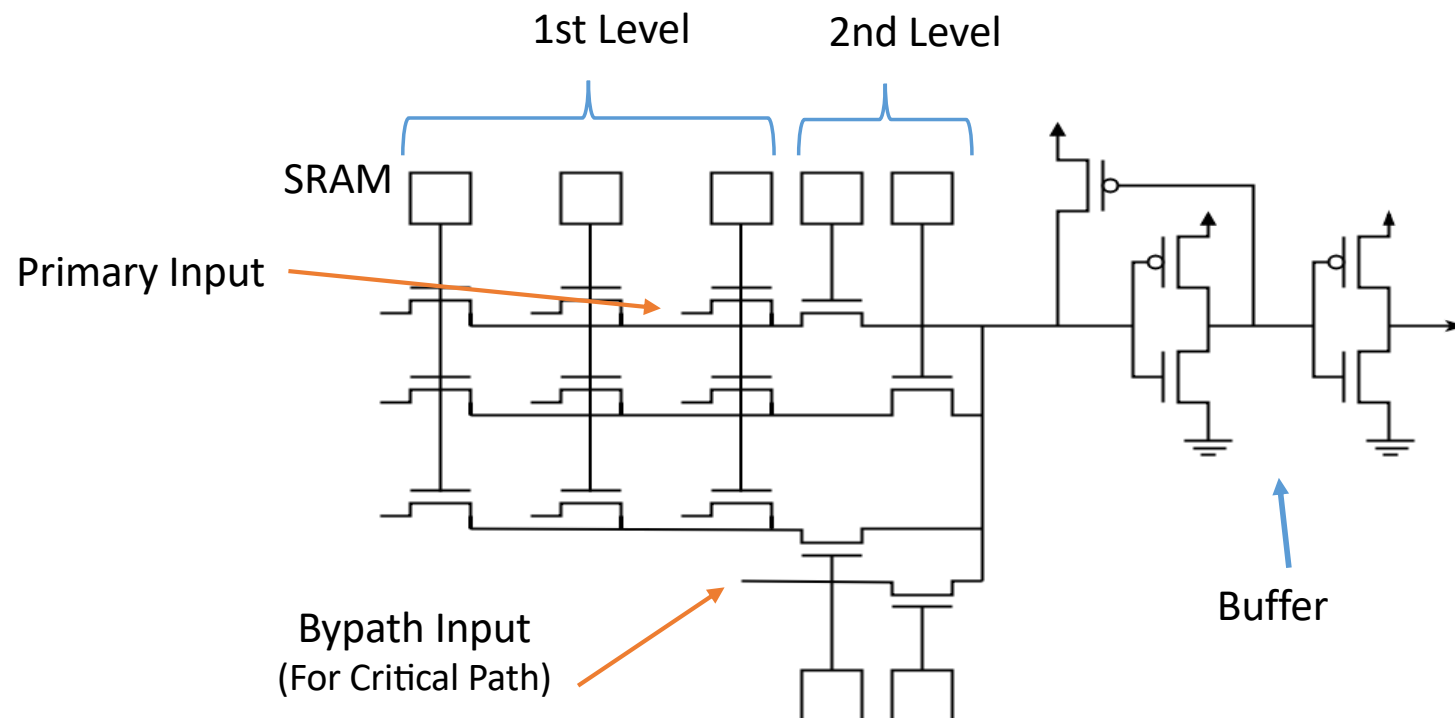 1st Level
2nd Level
SRAM
Primary Input
Bypath Input
(For Critical Path)
Buffer